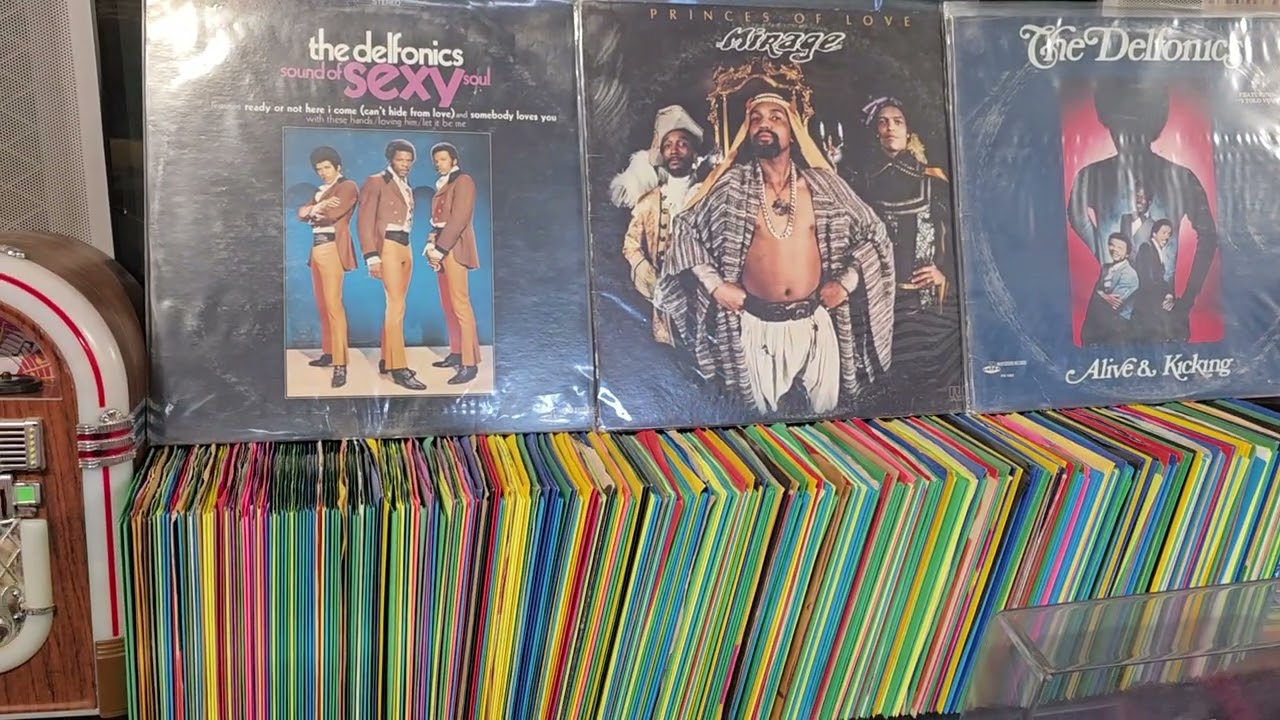 STEREO
the delfonics
sound of sexy soul
ready or not here i come (can't hide from love) and somebody loves you
with these hands/loving him/let it be me
PRINCES OF LOVE
Mirage
The Delfonics
Alive & Kicking